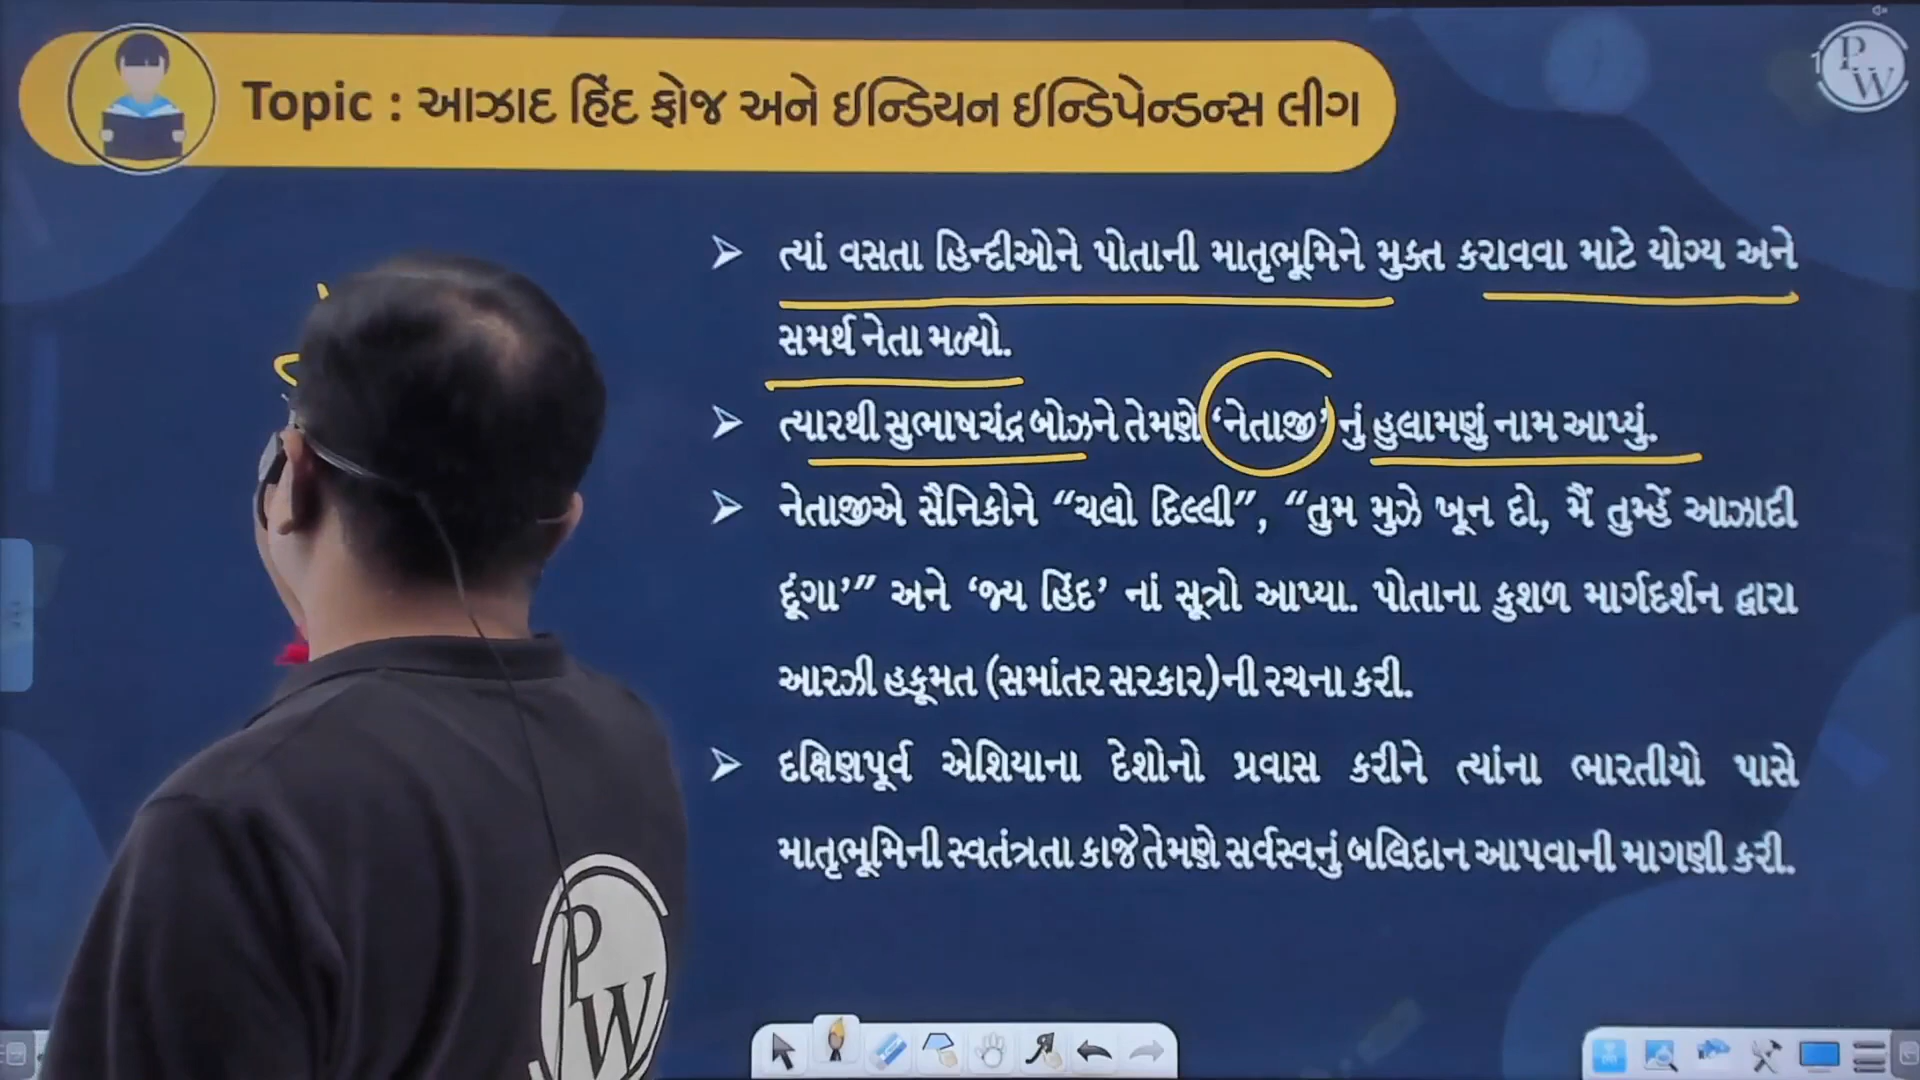 Topic : આઝાદ હિંદ ફોજ અને ઈન્ડિયન ઈન્ડિપેન્ડન્સ લીગ
PW
➤ ત્યાં વસતા હિન્દીઓને પોતાની માતૃભૂમિને મુક્ત કરાવવા માટે યોગ્ય અને
સમર્થ નેતા મળ્યો.
➤ ત્યારથી સુભાષચંદ્ર બોઝને તેમણે ‘નેતાજી’ નું હુલામણું નામ આપ્યું.
➤ નેતાજીએ સૈનિકોને “ચલો દિલ્લી”, “તુમ મુઝે ખૂન દો, મૈં તુમ્હેં આઝાદી
દૂંગા’” અને ‘જ્ય હિંદ’ નાં સૂત્રો આપ્યા. પોતાના કુશળ માર્ગદર્શન દ્વારા
આરઝી હકૂમત (સમાંતર સરકાર)ની રચના કરી.
➤ દક્ષિણપૂર્વ એશિયાના દેશોનો પ્રવાસ કરીને ત્યાંના ભારતીયો પાસે
માતૃભૂમિની સ્વતંત્રતા કાજે તેમણે સર્વસ્વનું બલિદાન આપવાની માગણી કરી.
PW